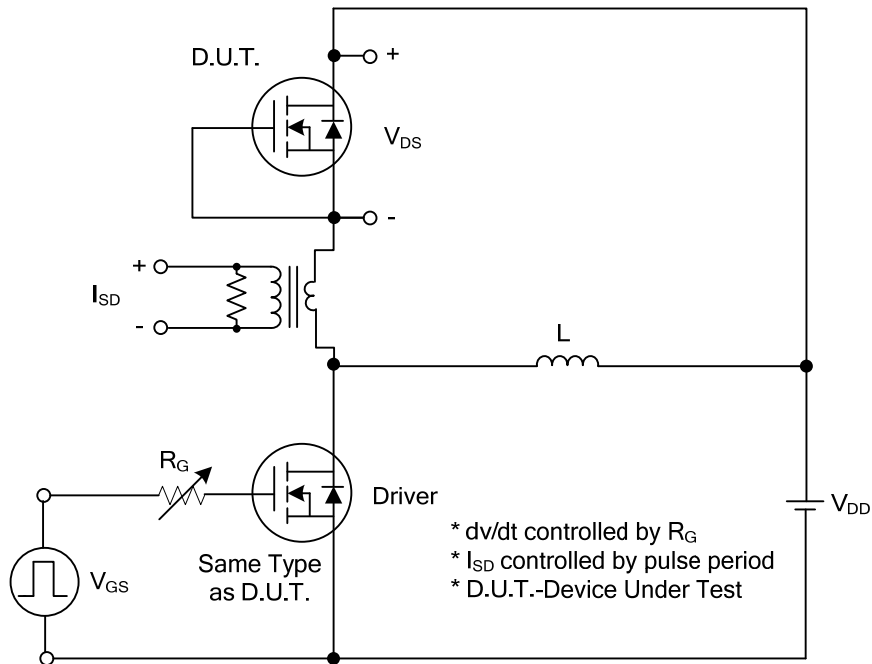 D.U.T.
+
V_DS
-
+
I_SD
-
L
R_G
Driver
V_DD
V_GS
Same Type
as D.U.T.
* dv/dt controlled by R_G
* I_SD controlled by pulse period
* D.U.T.-Device Under Test